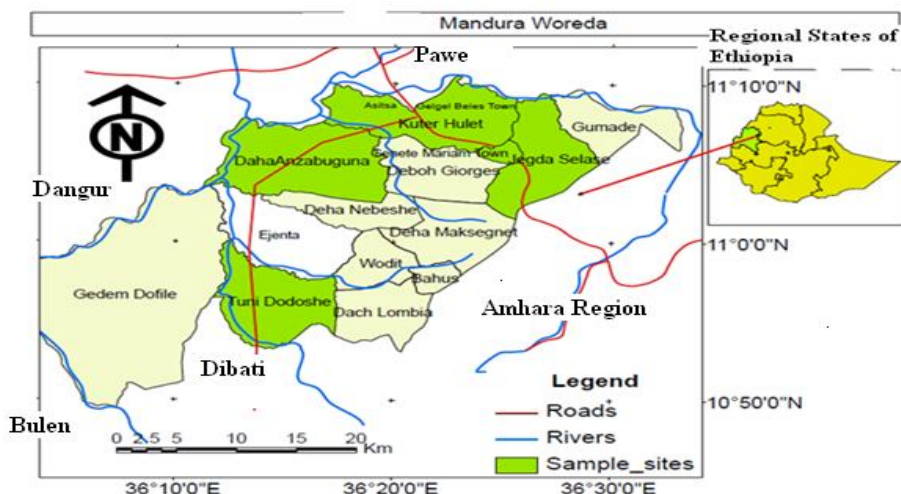 Mandura Woreda
Regional States of
Ethiopia
Pawe
11°10'0"N
Asitsa
Gelgel Beles Town
Kuter Hulet
Gumade
N
DahaAnzabuguna
Sesete Mariam Town
Jegda Selase
Deboh Giorges
Dangur
Deha Nebeshe
Ejenta
Deha Maksegnet
11°0'0"N
Wodit
Bahus
Gedem Dofile
Tuni Dodoshe
Dach Lombia
Amhara Region
Dibati
Legend
Roads
Rivers
Sample_sites
10°50'0"N
Bulen
0 2.5 5 10 15 20
Km
36°10'0"E
36°20'0"E
36°30'0"E